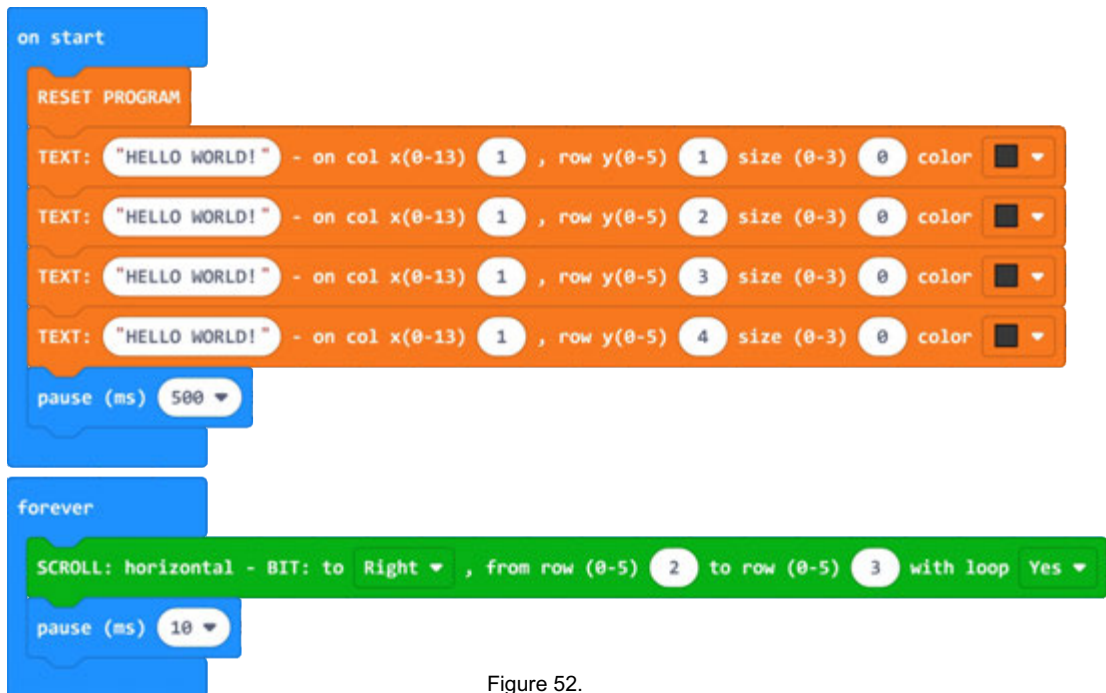 on start
RESET PROGRAM
TEXT: "HELLO WORLD!" - on col x(0-13) 1 , row y(0-5) 1 size (0-3) 0 color
TEXT: "HELLO WORLD!" - on col x(0-13) 1 , row y(0-5) 2 size (0-3) 0 color
TEXT: "HELLO WORLD!" - on col x(0-13) 1 , row y(0-5) 3 size (0-3) 0 color
TEXT: "HELLO WORLD!" - on col x(0-13) 1 , row y(0-5) 4 size (0-3) 0 color
pause (ms) 500
forever
SCROLL: horizontal - BIT: to Right , from row (0-5) 2 to row (0-5) 3 with loop Yes
pause (ms) 10
Figure 52.